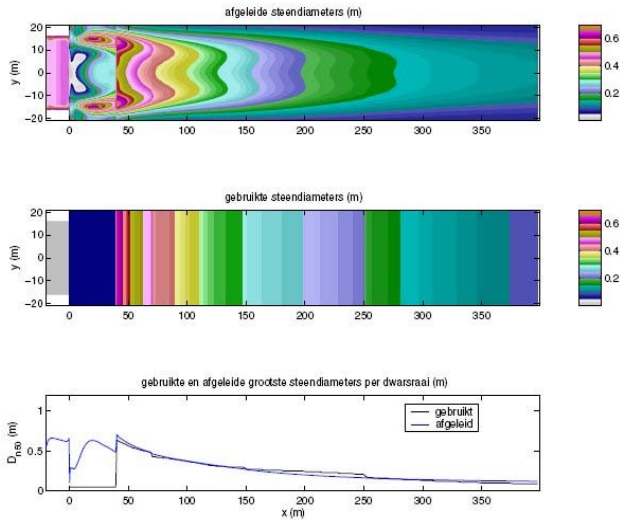 afgeleide steendiameters (m)
20
10
0
−10
−20
y (m)
0 50 100 150 200 250 300 350
0.6
0.4
0.2
gebruikte steendiameters (m)
20
10
0
−10
−20
y (m)
0 50 100 150 200 250 300 350
0.6
0.4
0.2
gebruikte en afgeleide grootste steendiameters per dwarsraai (m)
1
0.5
0
D_n50 (m)
gebruikt
afgeleid
0 50 100 150 200 250 300 350
x (m)